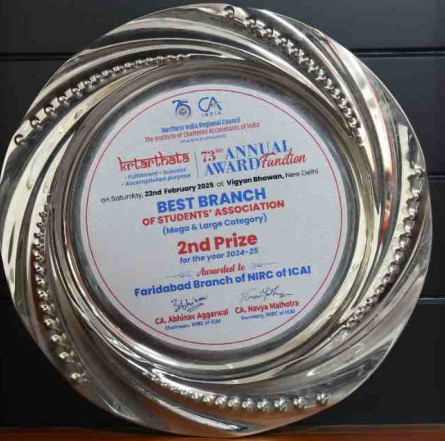 75
CA
INDIA
Northern India Regional Council
The Institute of Chartered Accountants of India
krtarthata
- Fulfillment - Success
- Accomplished purpose
73RD ANNUAL
AWARD Function
on Saturday, 22nd February 2025 at Vigyan Bhawan, New Delhi
BEST BRANCH
OF STUDENTS' ASSOCIATION
(Mega & Large Category)
2nd Prize
for the year 2024-25
Awarded to
Faridabad Branch of NIRC of ICAI
CA. Abhinav Aggarwal
Chairman, NIRC of ICAI
CA. Navya Malhotra
Secretary, NIRC of ICAI